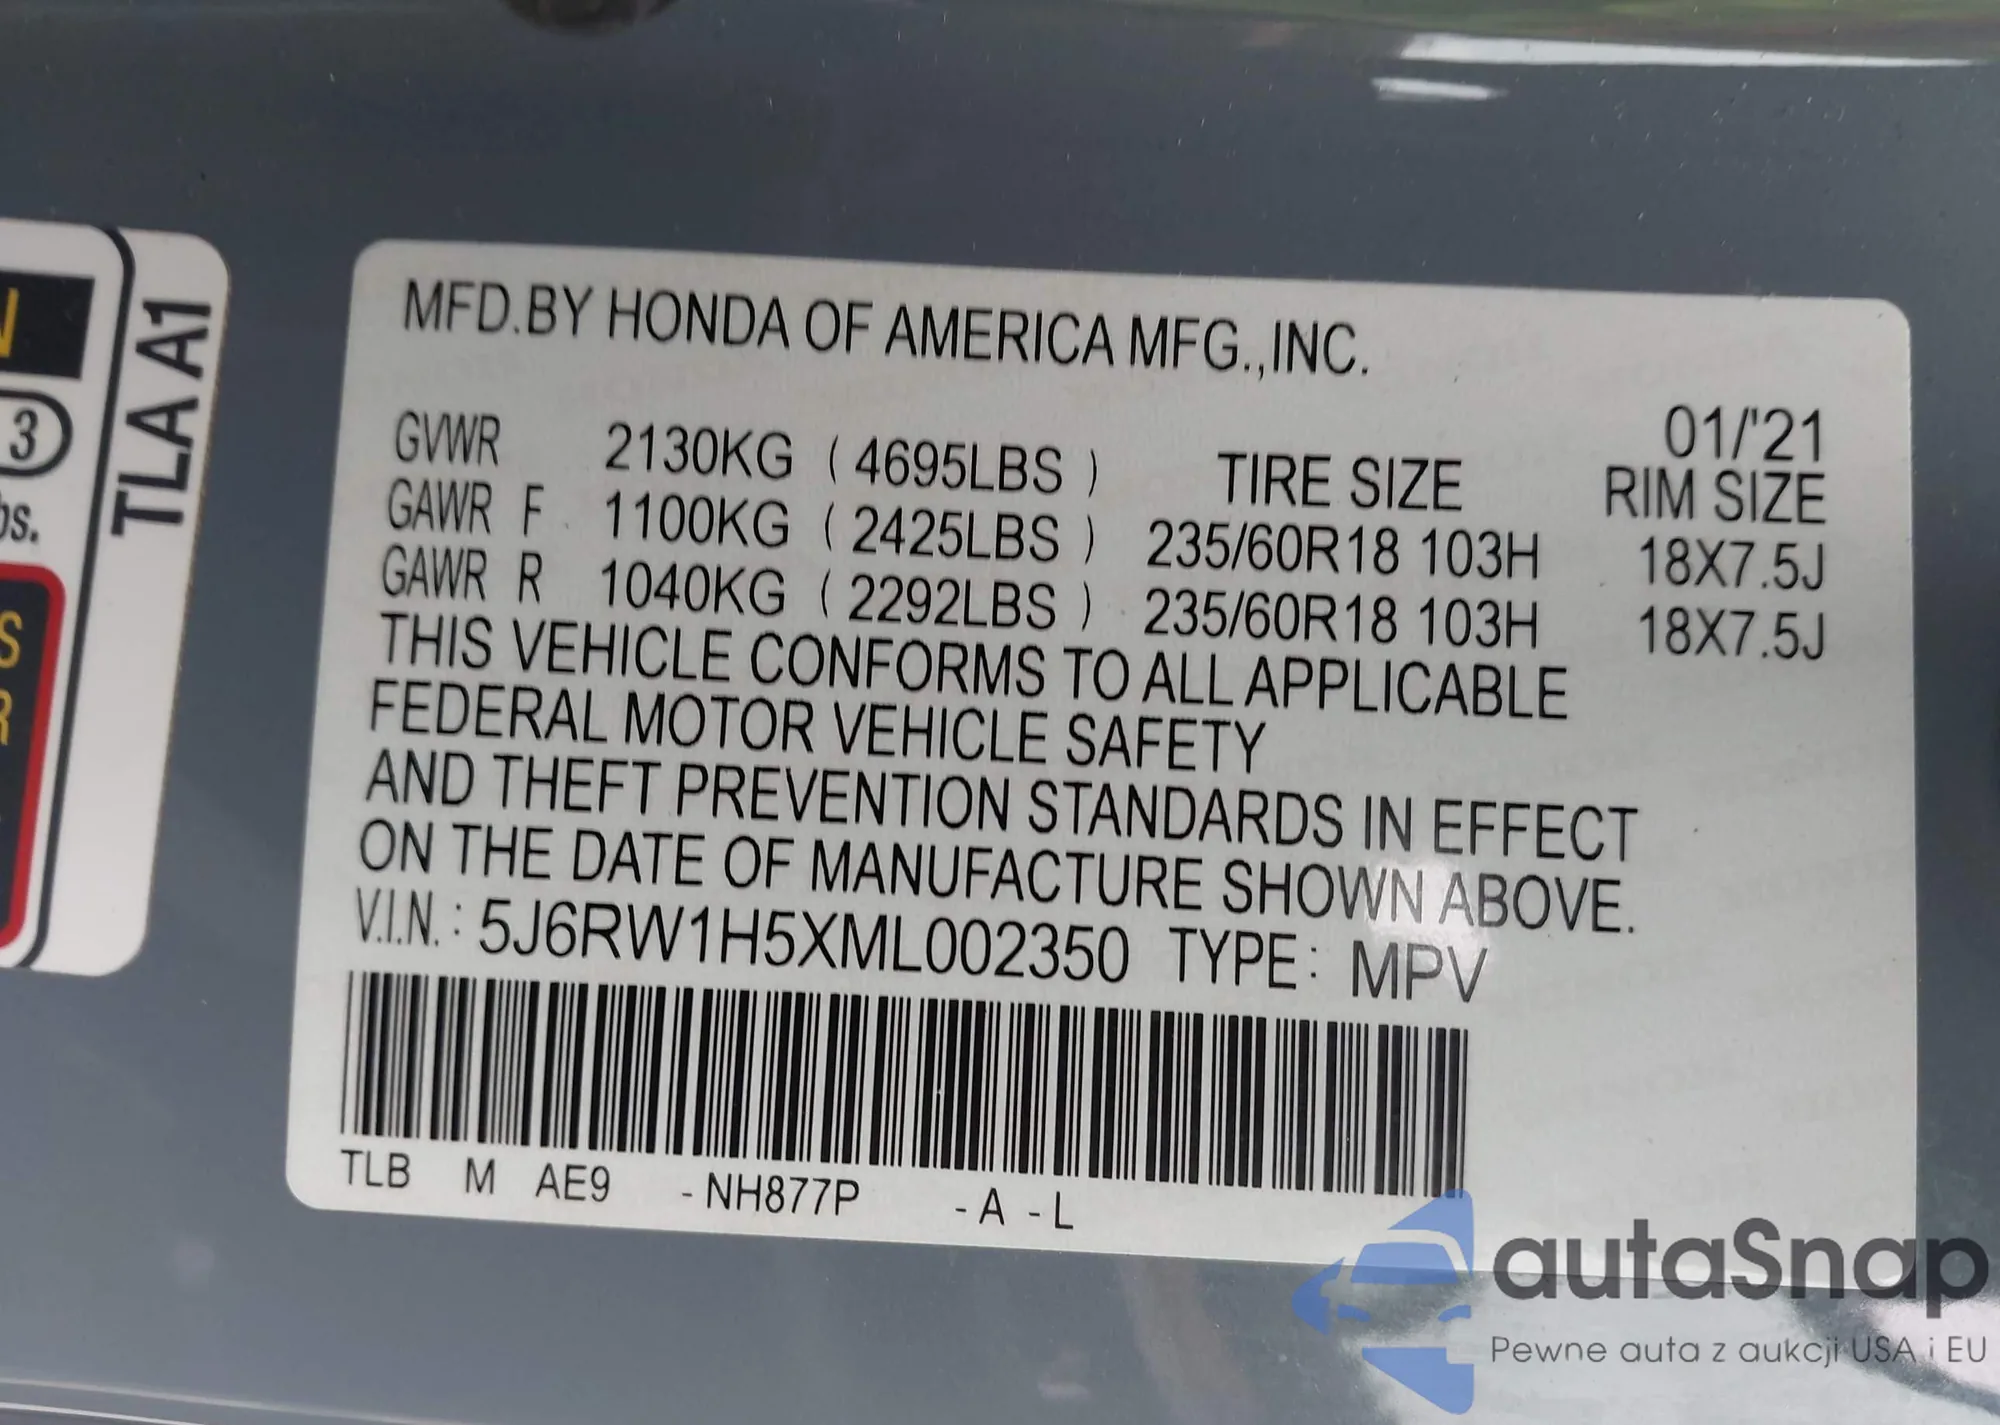 N
3
bs.
S
R
TLA A1
MFD.BY HONDA OF AMERICA MFG.,INC.
01/'21
GVWR 2130KG ( 4695LBS ) TIRE SIZE RIM SIZE
GAWR F 1100KG ( 2425LBS ) 235/60R18 103H 18X7.5J
GAWR R 1040KG ( 2292LBS ) 235/60R18 103H 18X7.5J
THIS VEHICLE CONFORMS TO ALL APPLICABLE
FEDERAL MOTOR VEHICLE SAFETY
AND THEFT PREVENTION STANDARDS IN EFFECT
ON THE DATE OF MANUFACTURE SHOWN ABOVE.
V.I.N. : 5J6RW1H5XML002350 TYPE : MPV
TLB M AE9 -NH877P -A -L
autaSnap
Pewne auta z aukcji USA i EU